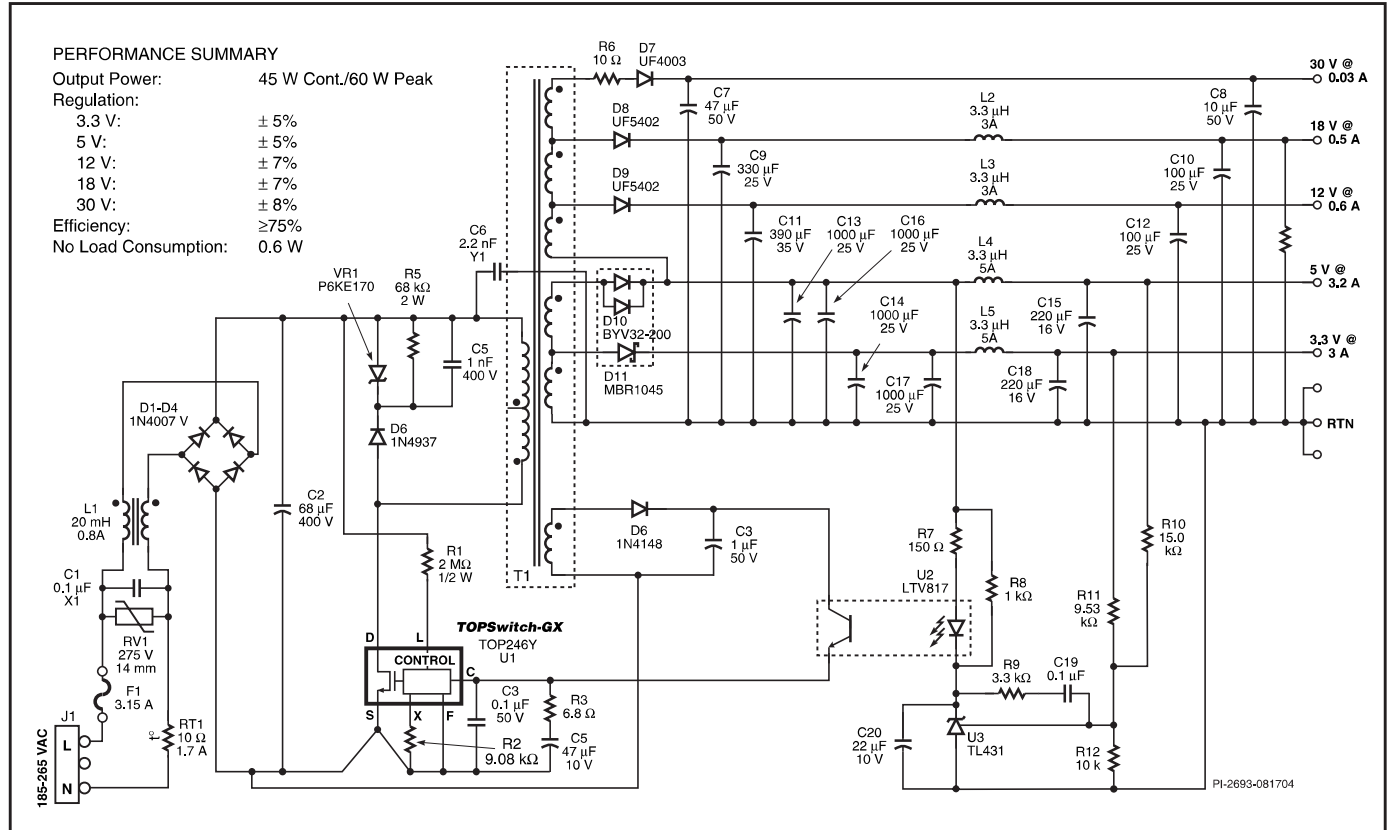 PERFORMANCE SUMMARY
Output Power: 45 W Cont./60 W Peak
Regulation:
3.3 V: ± 5%
5 V: ± 5%
12 V: ± 7%
18 V: ± 7%
30 V: ± 8%
Efficiency: ≥75%
No Load Consumption: 0.6 W
R6
10 Ω
D7
UF4003
C7
47 µF
50 V
C8
10 µF
50 V
30 V @
0.03 A
D8
UF5402
L2
3.3 µH
3A
18 V @
0.5 A
C9
330 µF
25 V
C10
100 µF
25 V
D9
UF5402
L3
3.3 µH
3A
12 V @
0.6 A
C11
390 µF
35 V
C13
1000 µF
25 V
C16
1000 µF
25 V
C12
100 µF
25 V
C6
2.2 nF
Y1
VR1
P6KE170
R5
68 kΩ
2 W
L4
3.3 µH
5A
5 V @
3.2 A
D10
BYV32-200
C14
1000 µF
25 V
C15
220 µF
16 V
L5
3.3 µH
5A
3.3 V @
3 A
C5
1 nF
400 V
D11
MBR1045
C17
1000 µF
25 V
C18
220 µF
16 V
D1-D4
1N4007 V
D6
1N4937
RTN
L1
20 mH
0.8A
C2
68 µF
400 V
D6
1N4148
C3
1 µF
50 V
R1
2 MΩ
1/2 W
T1
R7
150 Ω
R10
15.0
kΩ
U2
LTV817
R8
1 kΩ
R11
9.53
kΩ
C1
0.1 µF
X1
RV1
275 V
14 mm
F1
3.15 A
J1
L
N
185-265 VAC
RT1
10 Ω
1.7 A
t°
TOPSwitch-GX
TOP246Y
U1
D
L
CONTROL
C
S
X
F
C3
0.1 µF
50 V
R3
6.8 Ω
R2
9.08 kΩ
C5
47 µF
10 V
R9
3.3 kΩ
C19
0.1 µF
C20
22 µF
10 V
U3
TL431
R12
10 k
PI-2693-081704